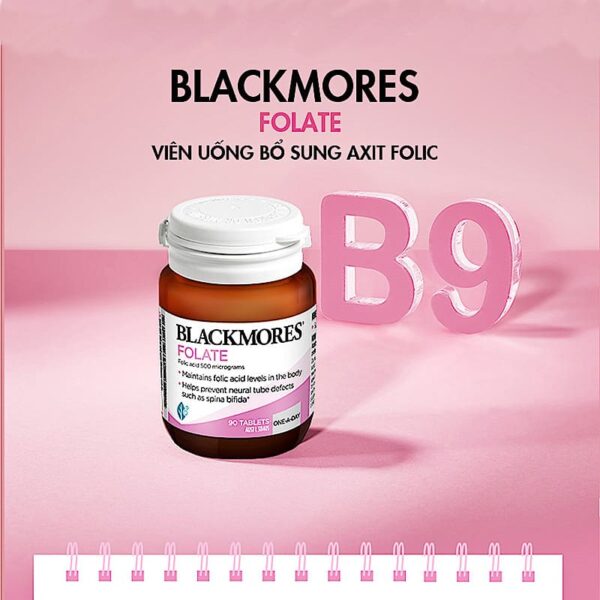 BLACKMORES
FOLATE
VIÊN UỐNG BỔ SUNG AXIT FOLIC
B9
BLACKMORES®
FOLATE
Folic acid 500 micrograms
• Maintains folic acid levels in the body
• Helps prevent neural tube defects
such as spina bifida*
90 TABLETS
ONE-A-DAY